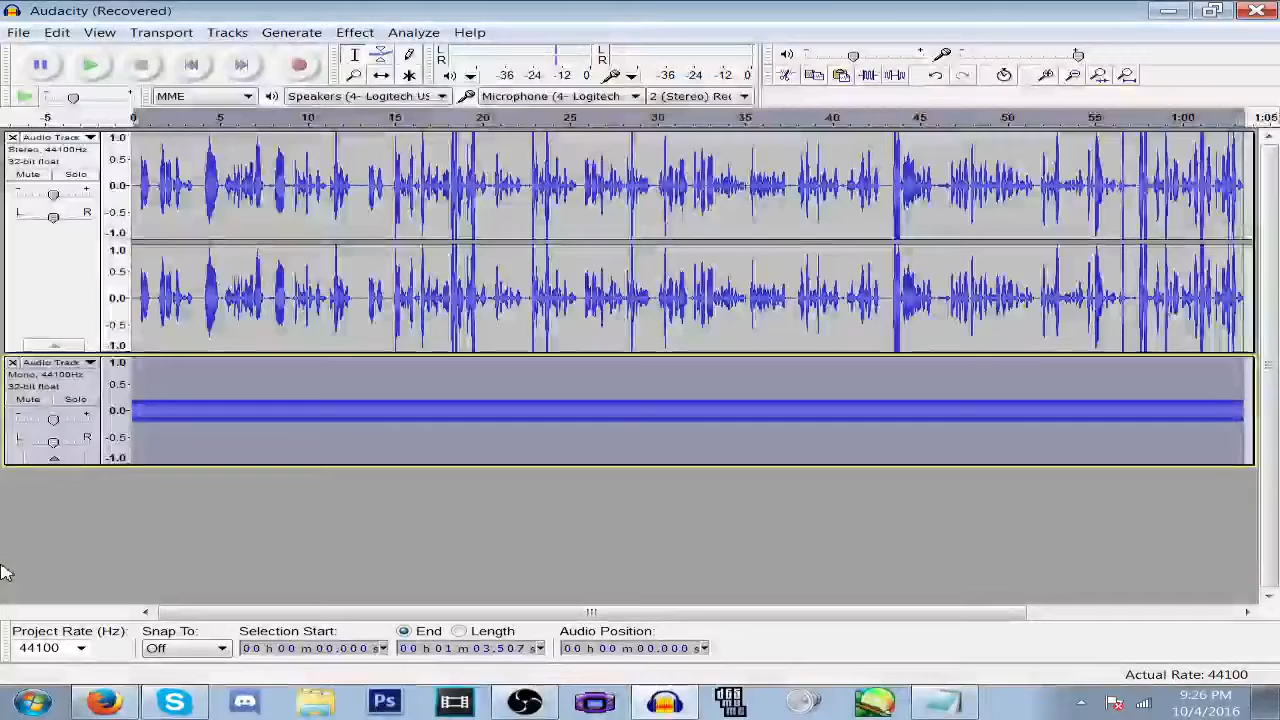 Audacity (Recovered)
File Edit View Transport Tracks Generate Effect Analyze Help
L R -36 -24 -12 0 L R -36 -24 -12 0
MME Speakers (4- Logitech US Microphone (4- Logitech 2 (Stereo) Rec
-5 0 5 10 15 20 25 30 35 40 45 50 55 1:00 1:05
Audio Track
Stereo, 44100Hz
32-bit float
Mute Solo
- +
L R
1.0
0.5
0.0
-0.5
-1.0
1.0
0.5
0.0
-0.5
-1.0
Audio Track
Mono, 44100Hz
32-bit float
Mute Solo
- +
L R
1.0
0.5
0.0
-0.5
-1.0
Project Rate (Hz): Snap To: Selection Start: End Length Audio Position:
44100 Off 00 h 00 m 00.000 s 00 h 01 m 03.507 s 00 h 00 m 00.000 s
Actual Rate: 44100
Ps
9:26 PM
10/4/2016